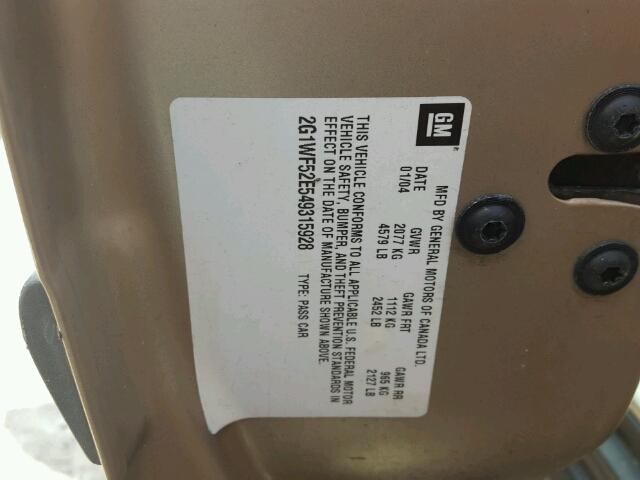 GM
MFD BY GENERAL MOTORS OF CANADA LTD.
DATE GVWR GAWR FRT GAWR RR
01/04 2077 KG 1112 KG 965 KG
4579 LB 2452 LB 2127 LB
THIS VEHICLE CONFORMS TO ALL APPLICABLE U.S. FEDERAL MOTOR
VEHICLE SAFETY, BUMPER, AND THEFT PREVENTION STANDARDS IN
EFFECT ON THE DATE OF MANUFACTURE SHOWN ABOVE.
2G1WF52E549315928 TYPE: PASS CAR